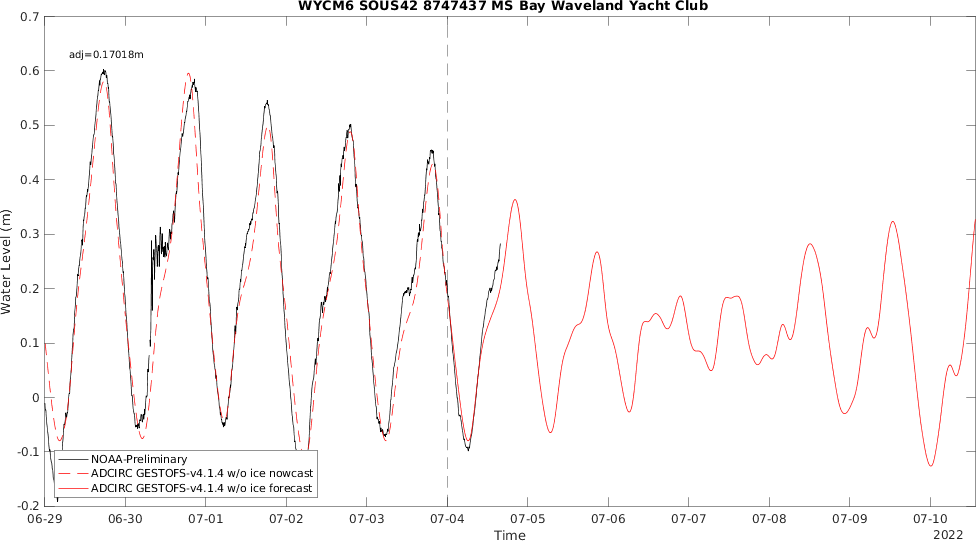 WYCM6 SOUS42 8747437 MS Bay Waveland Yacht Club
adj=0.17018m
0.7
0.6
0.5
0.4
0.3
0.2
0.1
0
-0.1
-0.2
Water Level (m)
NOAA-Preliminary
ADCIRC GESTOFS-v4.1.4 w/o ice nowcast
ADCIRC GESTOFS-v4.1.4 w/o ice forecast
06-29 06-30 07-01 07-02 07-03 07-04 07-05 07-06 07-07 07-08 07-09 07-10
Time
2022